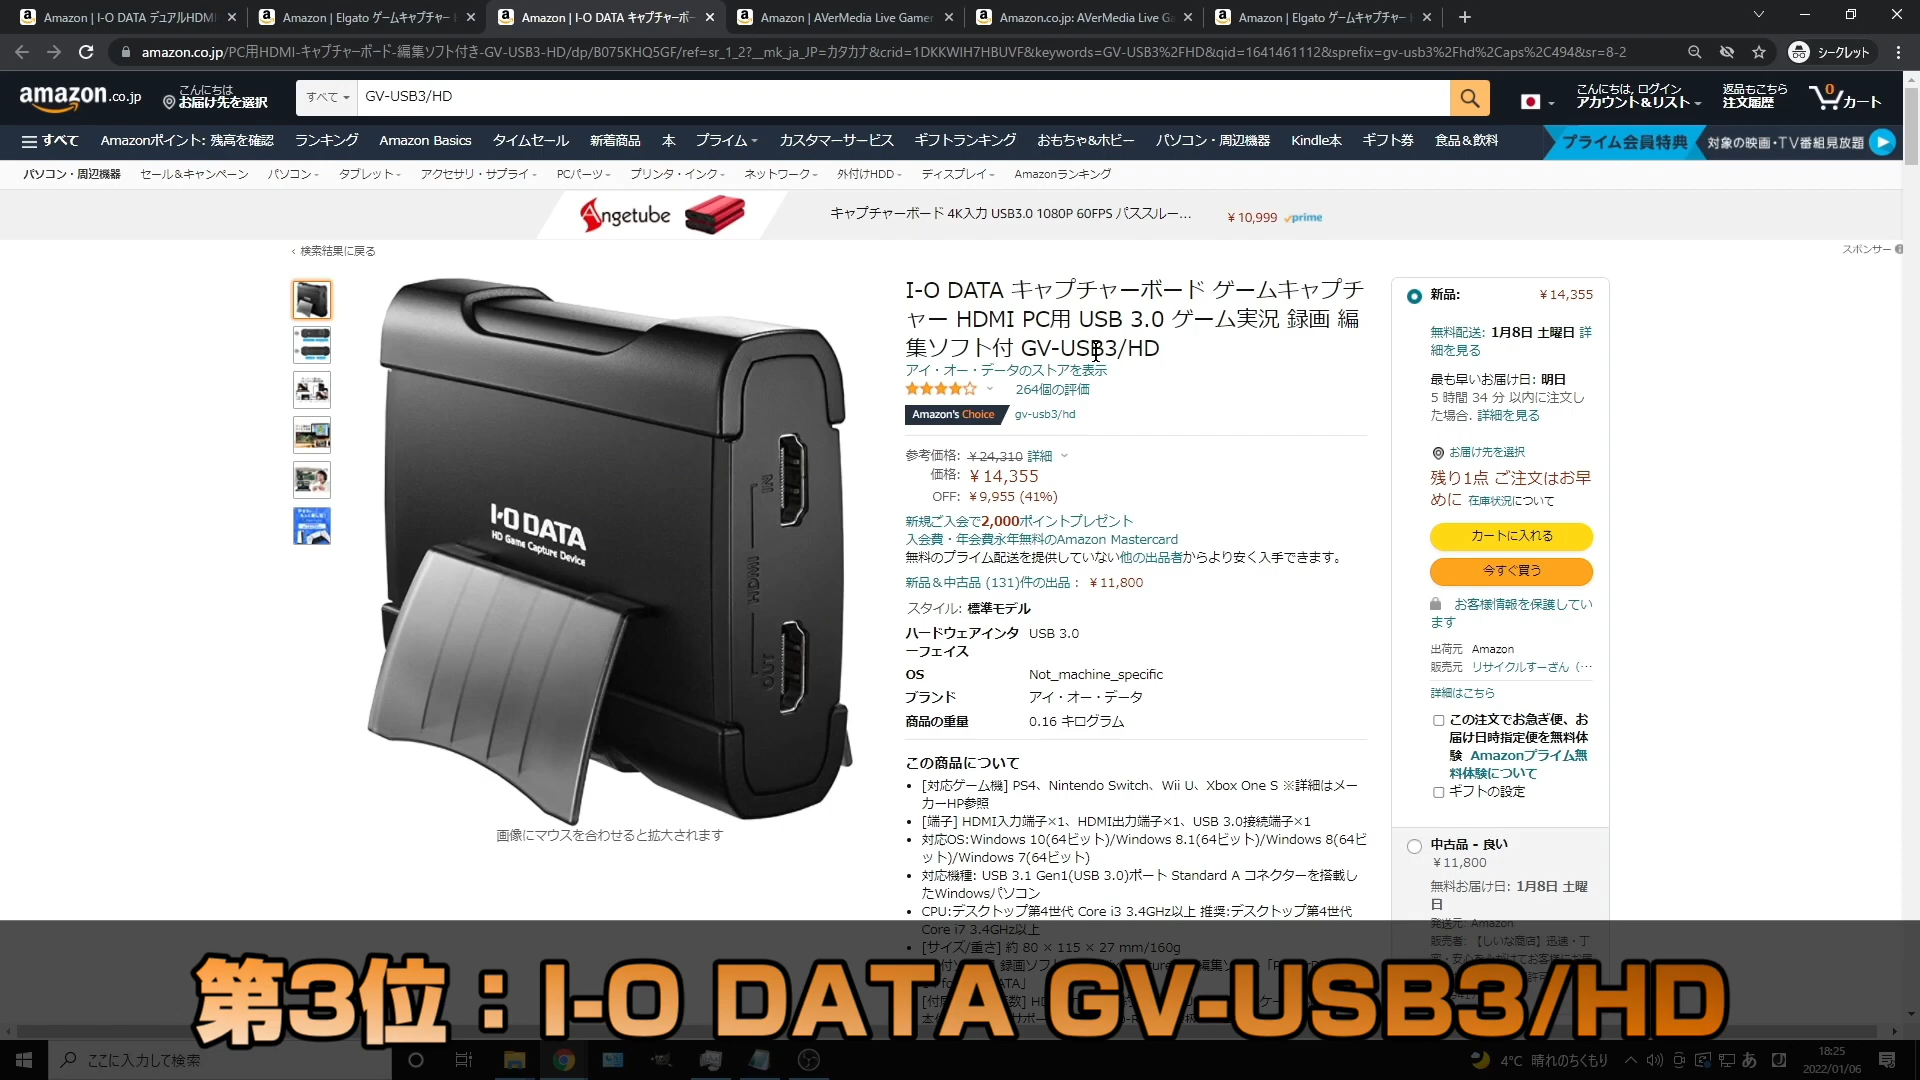 Amazon | I-O DATA デュアルHDMI
Amazon | Elgato ゲームキャプチャー
Amazon | I-O DATA キャプチャーボー
Amazon | AVerMedia Live Gamer
Amazon.co.jp: AVerMedia Live Ga
Amazon | Elgato ゲームキャプチャー
amazon.co.jp/PC用HDMI-キャプチャーボード-編集ソフト付き-GV-USB3-HD/dp/B075KHQ5GF/ref=sr_1_2?__mk_ja_JP=カタカナ&crid=1DKKWIH7HBUVF&keywords=GV-USB3%2FHD&qid=1641461112&sprefix=gv-usb3%2Fhd%2Caps%2C494&sr=8-2
シークレット
amazon.co.jp
こんにちは
お届け先を選択
すべて
GV-USB3/HD
こんにちは, ログイン
アカウント&リスト
返品もこちら
注文履歴
0
カート
すべて
Amazonポイント: 残高を確認
ランキング
Amazon Basics
タイムセール
新着商品
本
プライム
カスタマーサービス
ギフトランキング
おもちゃ&ホビー
パソコン・周辺機器
Kindle本
ギフト券
食品&飲料
プライム会員特典
対象の映画・TV番組見放題
パソコン・周辺機器
セール&キャンペーン
パソコン
タブレット
アクセサリ・サプライ
PCパーツ
プリンタ・インク
ネットワーク
外付けHDD
ディスプレイ
Amazonランキング
Angetube
キャプチャーボード 4K入力 USB3.0 1080P 60FPS パススルー…
￥10,999 prime
‹ 検索結果に戻る
スポンサー
I-O DATA
HD Game Capture Device
IN
HDMI
OUT
画像にマウスを合わせると拡大されます
I-O DATA キャプチャーボード ゲームキャプチ
ャー HDMI PC用 USB 3.0 ゲーム実況 録画 編
集ソフト付 GV-USB3/HD
アイ・オー・データのストアを表示
264個の評価
Amazon's Choice
gv-usb3/hd
参考価格: ￥24,310 詳細
価格: ￥14,355
OFF: ￥9,955 (41%)
新規ご入会で2,000ポイントプレゼント
入会費・年会費永年無料のAmazon Mastercard
無料のプライム配送を提供していない他の出品者からより安く入手できます。
新品&中古品 (131)件の出品： ￥11,800
スタイル: 標準モデル
ハードウェアインタ USB 3.0
ーフェイス
OS Not_machine_specific
ブランド アイ・オー・データ
商品の重量 0.16 キログラム
この商品について
[対応ゲーム機] PS4、Nintendo Switch、Wii U、Xbox One S ※詳細はメー
カーHP参照
[端子] HDMI入力端子×1、HDMI出力端子×1、USB 3.0接続端子×1
対応OS:Windows 10(64ビット)/Windows 8.1(64ビット)/Windows 8(64ビ
ット)/Windows 7(64ビット)
対応機種: USB 3.1 Gen1(USB 3.0)ポート Standard A コネクターを搭載し
たWindowsパソコン
CPU:デスクトップ第4世代 Core i3 3.4GHz以上 推奨:デスクトップ第4世代
Core i7 3.4GHz以上
[サイズ/重さ] 約 80 × 115 × 27 mm/160g
新品:
￥14,355
無料配送: 1月8日 土曜日 詳
細を見る
最も早いお届け日: 明日
5 時間 34 分 以内に注文し
た場合. 詳細を見る
お届け先を選択
残り1点 ご注文はお早
めに 在庫状況について
カートに入れる
今すぐ買う
お客様情報を保護してい
ます
出荷元 Amazon
販売元 リサイクルすーざん（…
詳細はこちら
この注文でお急ぎ便、お
届け日時指定便を無料体
験 Amazonプライム無
料体験について
ギフトの設定
中古品 - 良い
￥11,800
無料お届け日: 1月8日 土曜
日
発送元: Amazon
販売者: 【しいな商店】迅速・丁
第3位：I-O DATA GV-USB3/HD
ここに入力して検索
4°C 晴れのちくもり
あ
18:25
2022/01/06